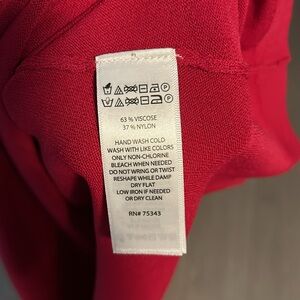 63 % VISCOSE
37 % NYLON
HAND WASH COLD
WASH WITH LIKE COLORS
ONLY NON-CHLORINE
BLEACH WHEN NEEDED
DO NOT WRING OR TWIST
RESHAPE WHILE DAMP
DRY FLAT
LOW IRON IF NEEDED
OR DRY CLEAN
RN# 75343